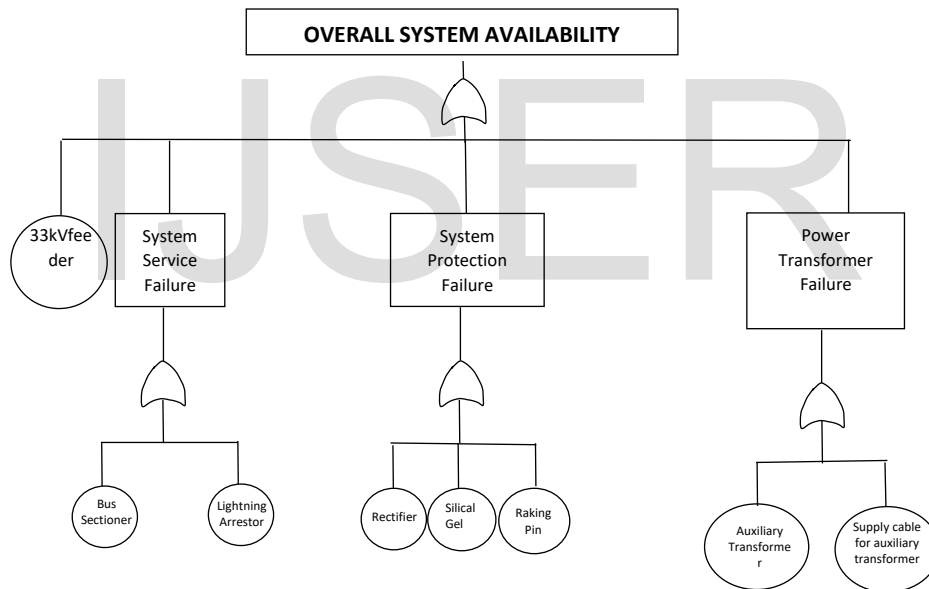 OVERALL SYSTEM AVAILABILITY
IJSER
33kVfee
der
System
Service
Failure
System
Protection
Failure
Power
Transformer
Failure
Bus
Sectioner
Lightning
Arrestor
Rectifier
Silical
Gel
Raking
Pin
Auxiliary
Transforme
r
Supply cable
for auxiliary
transformer